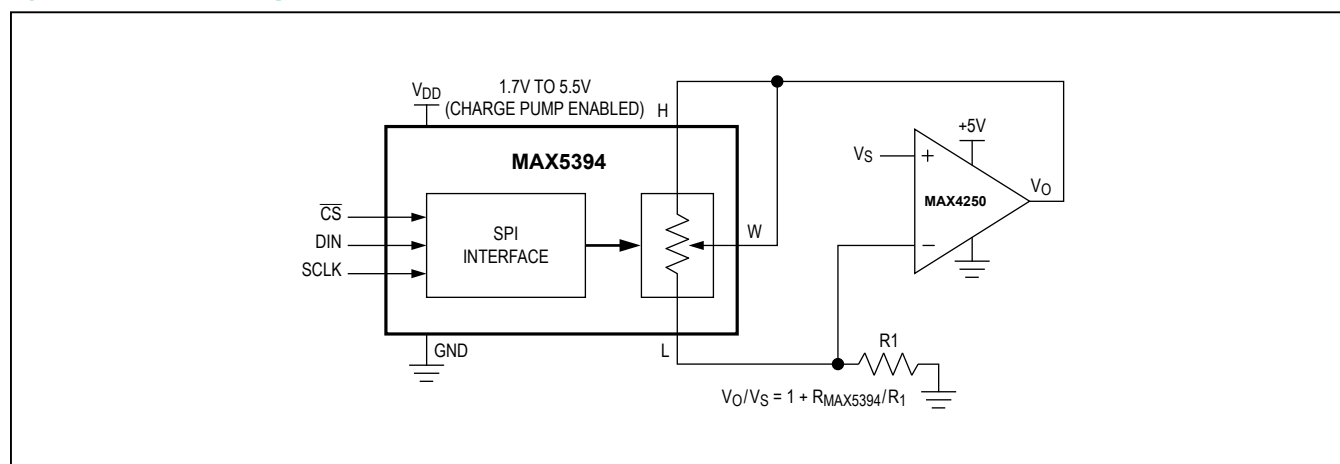 VDD
1.7V TO 5.5V
(CHARGE PUMP ENABLED)
H
MAX5394
CS
DIN
SCLK
SPI
INTERFACE
W
GND
L
VS
+
+5V
MAX4250
−
VO
R1
VO/VS = 1 + RMAX5394/R1